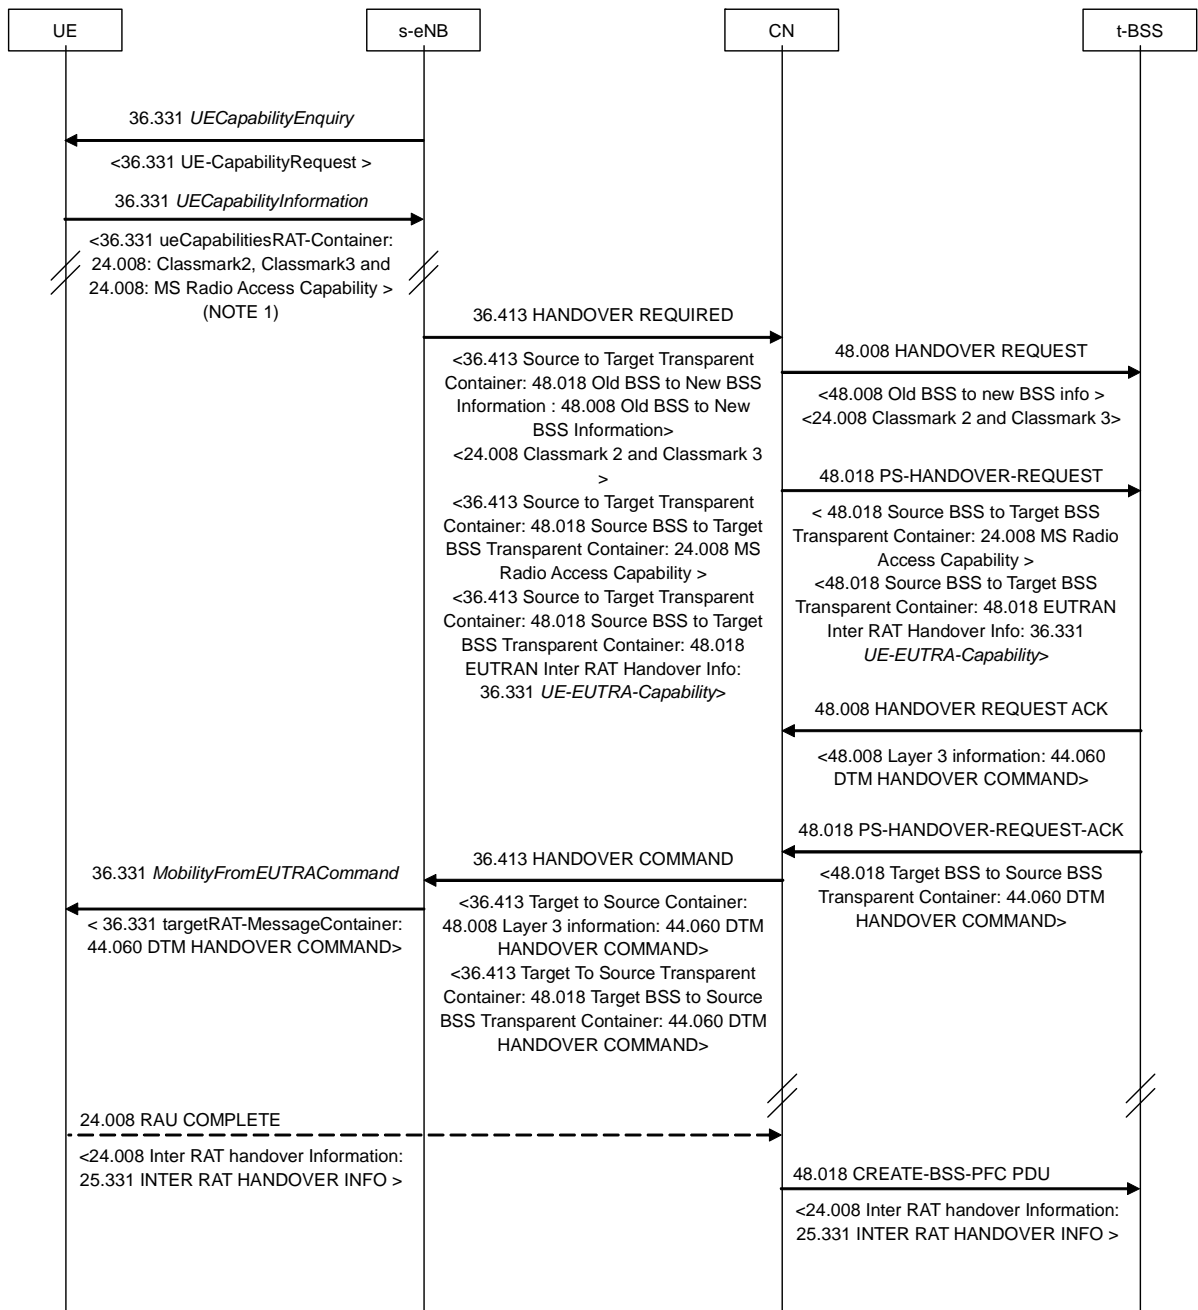 UE
s-eNB
CN
t-BSS
36.331 UECapabilityEnquiry
<36.331 UE-CapabilityRequest >
36.331 UECapabilityInformation
<36.331 ueCapabilitiesRAT-Container:
24.008: Classmark2, Classmark3 and
24.008: MS Radio Access Capability >
(NOTE 1)
36.413 HANDOVER REQUIRED
<36.413 Source to Target Transparent
Container: 48.018 Old BSS to New BSS
Information : 48.008 Old BSS to New
BSS Information>
<24.008 Classmark 2 and Classmark 3
>
<36.413 Source to Target Transparent
Container: 48.018 Source BSS to Target
BSS Transparent Container: 24.008 MS
Radio Access Capability >
<36.413 Source to Target Transparent
Container: 48.018 Source BSS to Target
BSS Transparent Container: 48.018
EUTRAN Inter RAT Handover Info:
36.331 UE-EUTRA-Capability>
48.008 HANDOVER REQUEST
<48.008 Old BSS to new BSS info >
<24.008 Classmark 2 and Classmark 3>
48.018 PS-HANDOVER-REQUEST
< 48.018 Source BSS to Target BSS
Transparent Container: 24.008 MS Radio
Access Capability >
<48.018 Source BSS to Target BSS
Transparent Container: 48.018 EUTRAN
Inter RAT Handover Info: 36.331
UE-EUTRA-Capability>
48.008 HANDOVER REQUEST ACK
<48.008 Layer 3 information: 44.060
DTM HANDOVER COMMAND>
48.018 PS-HANDOVER-REQUEST-ACK
<48.018 Target BSS to Source BSS
Transparent Container: 44.060 DTM
HANDOVER COMMAND>
36.413 HANDOVER COMMAND
<36.413 Target to Source Container:
48.008 Layer 3 information: 44.060 DTM
HANDOVER COMMAND>
<36.413 Target To Source Transparent
Container: 48.018 Target BSS to Source
BSS Transparent Container: 44.060 DTM
HANDOVER COMMAND>
36.331 MobilityFromEUTRACommand
< 36.331 targetRAT-MessageContainer:
44.060 DTM HANDOVER COMMAND>
24.008 RAU COMPLETE
<24.008 Inter RAT handover Information:
25.331 INTER RAT HANDOVER INFO >
48.018 CREATE-BSS-PFC PDU
<24.008 Inter RAT handover Information:
25.331 INTER RAT HANDOVER INFO >